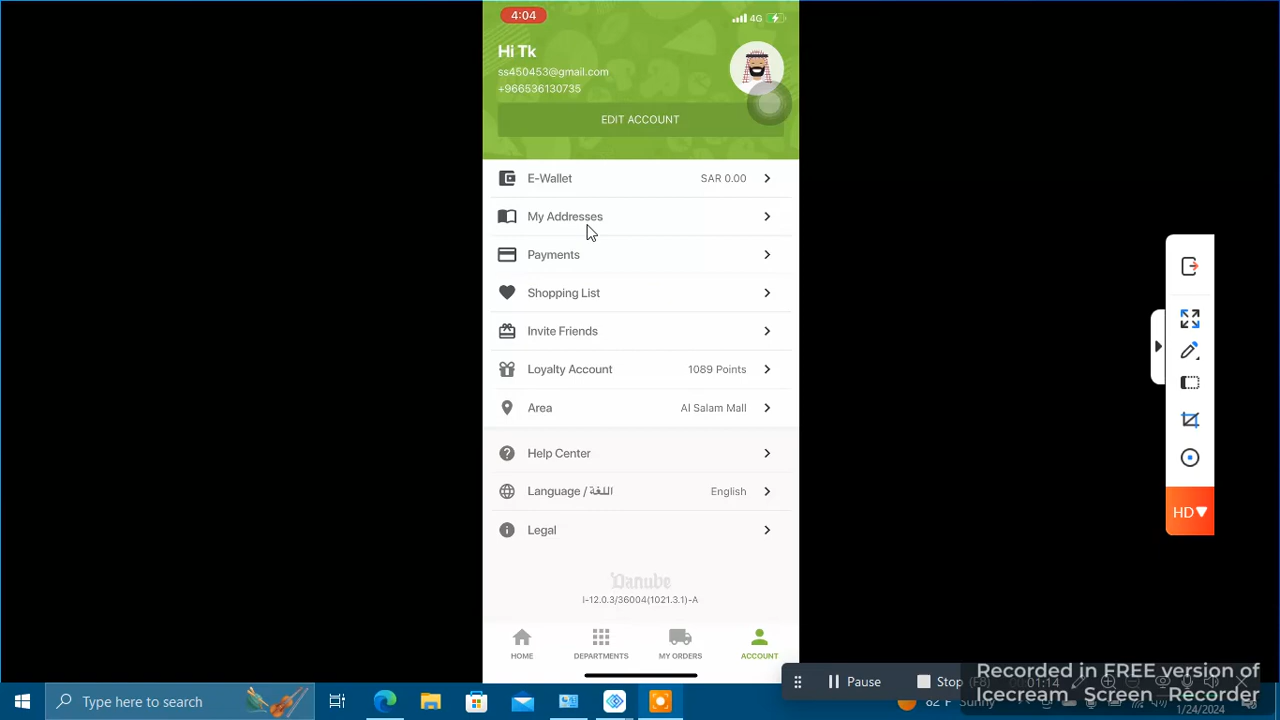 4:04
4G
Hi Tk
ss450453@gmail.com
+966536130735
EDIT ACCOUNT
E-Wallet SAR 0.00
My Addresses
Payments
Shopping List
Invite Friends
Loyalty Account 1089 Points
Area Al Salam Mall
Help Center
Language / اللغة English
Legal
Danube
i-12.0.3/36004(1021.3.1)-A
HOME DEPARTMENTS MY ORDERS ACCOUNT
HD
Pause Stop 01:14
Recorded in FREE version of
Icecream Screen Recorder
Type here to search
Sunny
1/24/2024